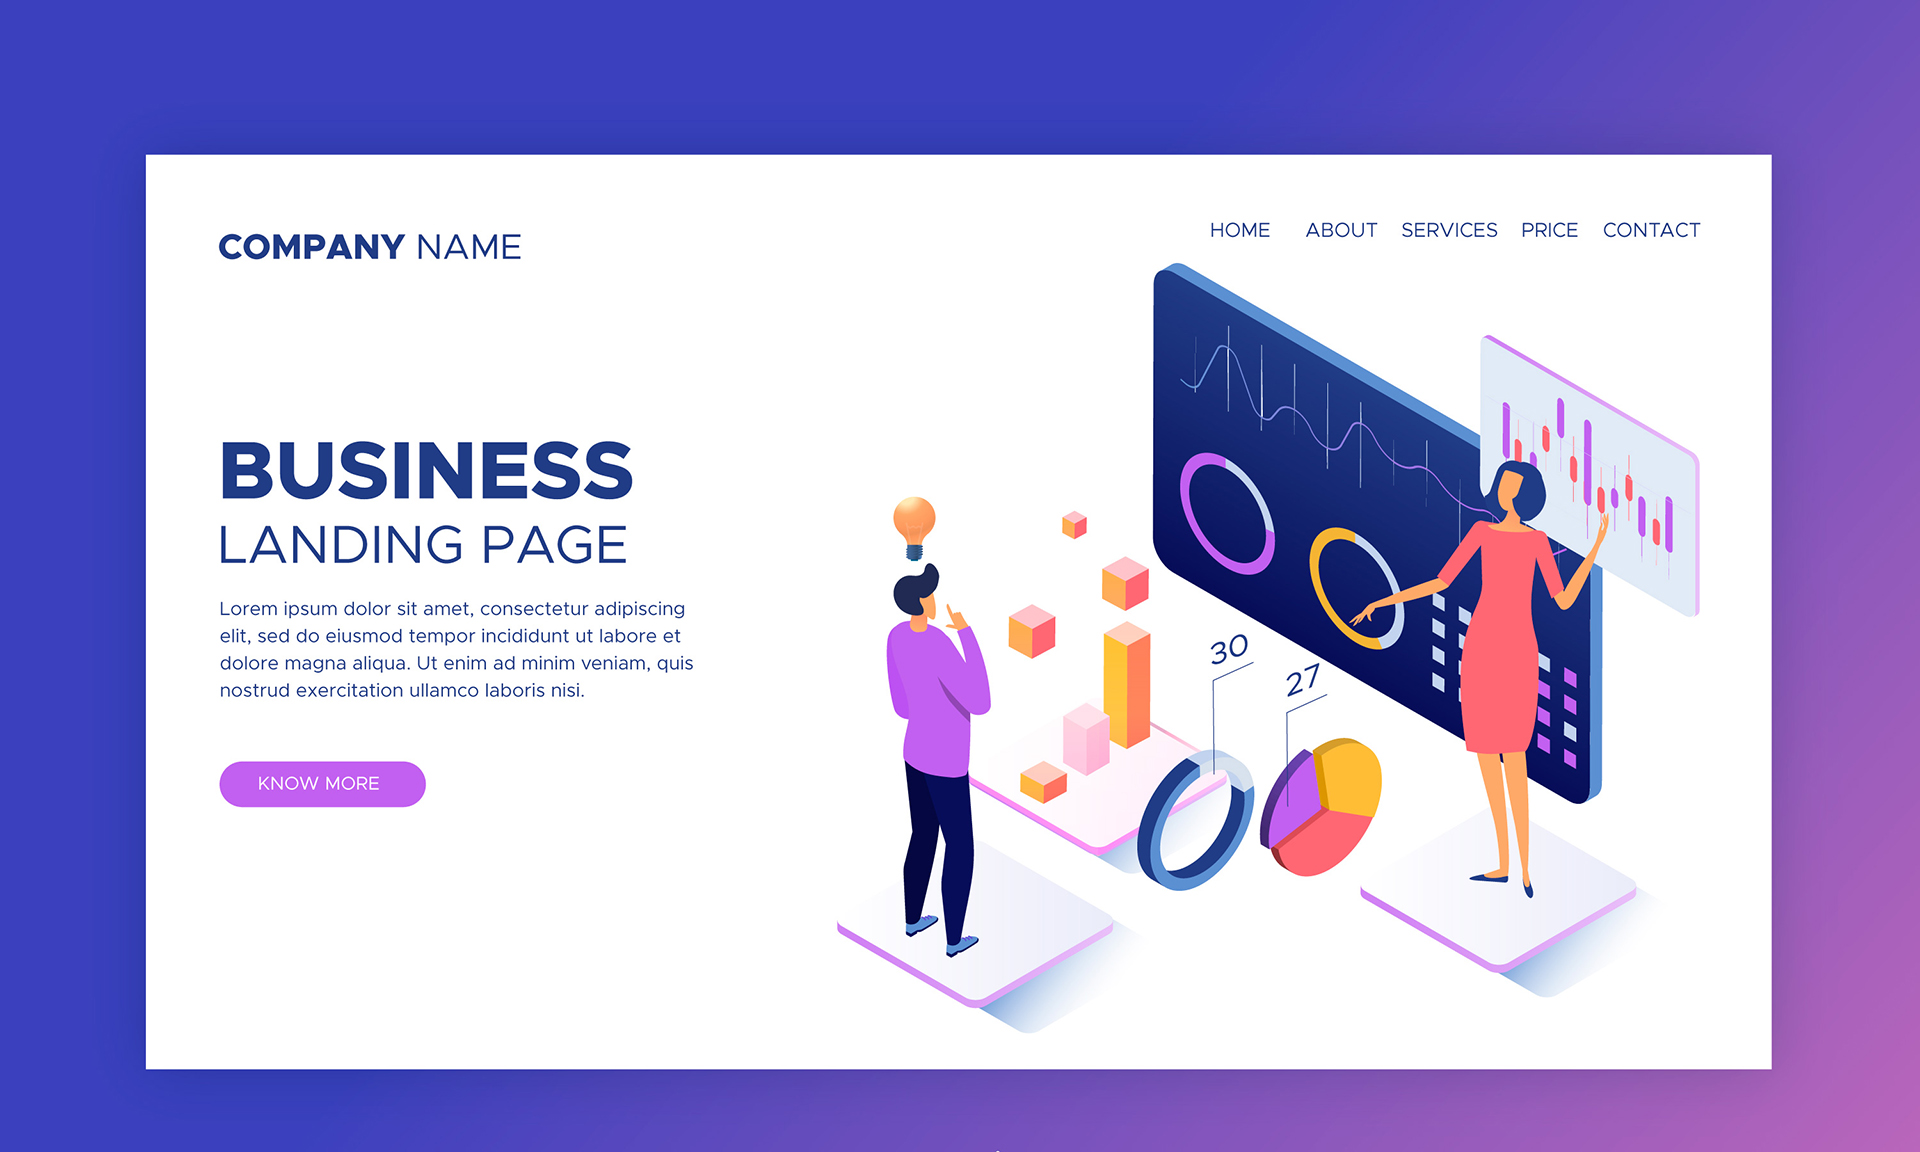 COMPANY NAME
HOME ABOUT SERVICES PRICE CONTACT
BUSINESS
LANDING PAGE
Lorem ipsum dolor sit amet, consectetur adipiscing
elit, sed do eiusmod tempor incididunt ut labore et
dolore magna aliqua. Ut enim ad minim veniam, quis
nostrud exercitation ullamco laboris nisi.
KNOW MORE
30
27